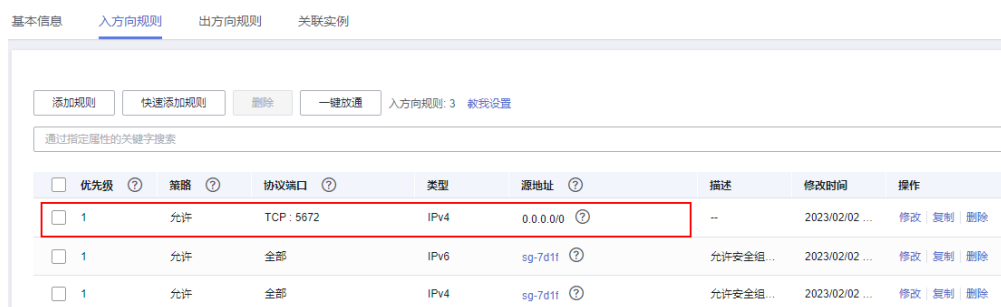 基本信息 入方向规则 出方向规则 关联实例
添加规则 快速添加规则 删除 一键放通 入方向规则: 3 教我设置
通过指定属性的关键字搜索
优先级 ? 策略 ? 协议端口 ? 类型 源地址 ? 描述 修改时间 操作
1 允许 TCP : 5672 IPv4 0.0.0.0/0 ? -- 2023/02/02 ... 修改 | 复制 | 删除
1 允许 全部 IPv6 sg-7d1f ? 允许安全组... 2023/02/02 ... 修改 | 复制 | 删除
1 允许 全部 IPv4 sg-7d1f ? 允许安全组... 2023/02/02 ... 修改 | 复制 | 删除